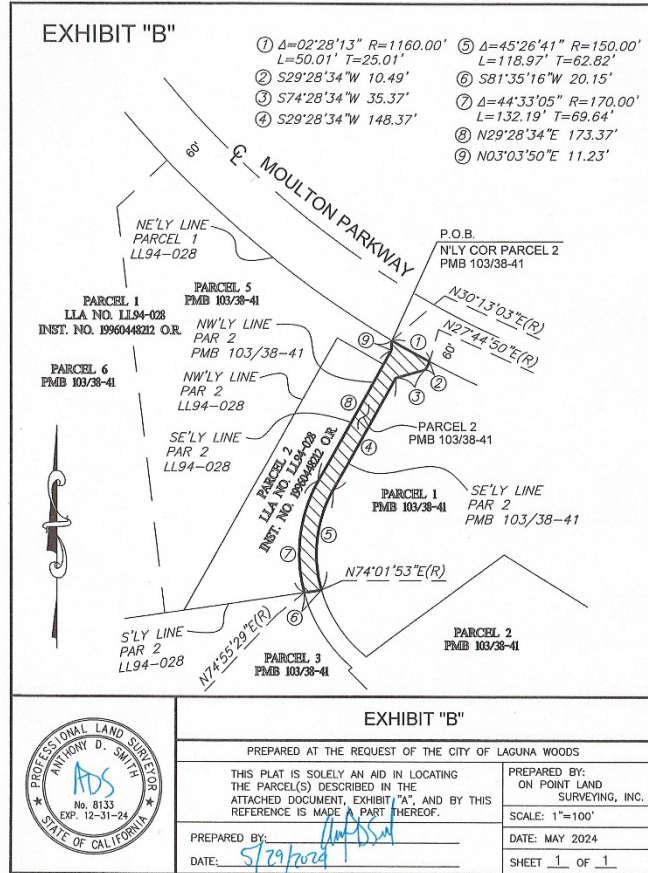 EXHIBIT "B"
① Δ=02°28'13" R=1160.00'
L=50.01' T=25.01'
② S29°28'34"W 10.49'
③ S74°28'34"W 35.37'
④ S29°28'34"W 148.37'
⑤ Δ=45°26'41" R=150.00'
L=118.97' T=62.82'
⑥ S81°35'16"W 20.15'
⑦ Δ=44°33'05" R=170.00'
L=132.19' T=69.64'
⑧ N29°28'34"E 173.37'
⑨ N03°03'50"E 11.23'
60'
℄ MOULTON PARKWAY
NE'LY LINE
PARCEL 1
LL94-028
P.O.B.
N'LY COR PARCEL 2
PMB 103/38-41
N30°13'03"E(R)
N27°44'50"E(R)
60'
PARCEL 1
LLA NO. LL94-028
INST. NO. 19960448212 O.R.
PARCEL 5
PMB 103/38-41
PARCEL 6
PMB 103/38-41
NW'LY LINE
PAR 2
PMB 103/38-41
NW'LY LINE
PAR 2
LL94-028
SE'LY LINE
PAR 2
LL94-028
⑨
①
②
③
⑧
④
PARCEL 2
PMB 103/38-41
PARCEL 2
LLA NO. LL94-028
INST. NO. 19960448212 O.R.
PARCEL 1
PMB 103/38-41
SE'LY LINE
PAR 2
PMB 103/38-41
⑦
⑤
N74°01'53"E(R)
⑥
S'LY LINE
PAR 2
LL94-028
N74°55'29"E(R)
PARCEL 3
PMB 103/38-41
PARCEL 2
PMB 103/38-41
PROFESSIONAL LAND SURVEYOR
ANTHONY D. SMITH
ADS
No. 8133
EXP. 12-31-24
STATE OF CALIFORNIA
EXHIBIT "B"
PREPARED AT THE REQUEST OF THE CITY OF LAGUNA WOODS
THIS PLAT IS SOLELY AN AID IN LOCATING
THE PARCEL(S) DESCRIBED IN THE
ATTACHED DOCUMENT, EXHIBIT "A", AND BY THIS
REFERENCE IS MADE A PART THEREOF.
PREPARED BY:
DATE: 5/29/2024
PREPARED BY:
ON POINT LAND
SURVEYING, INC.
SCALE: 1"=100'
DATE: MAY 2024
SHEET 1 OF 1